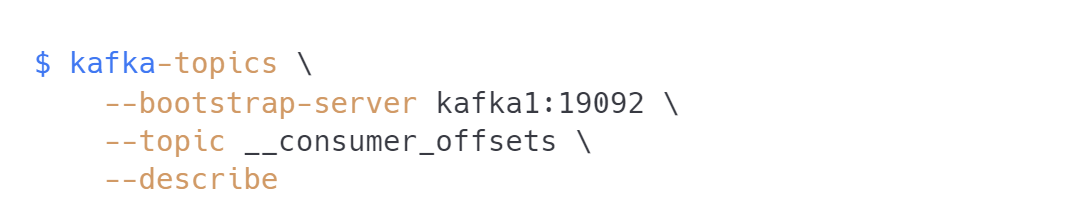 $ kafka-topics \
    --bootstrap-server kafka1:19092 \
    --topic __consumer_offsets \
    --describe